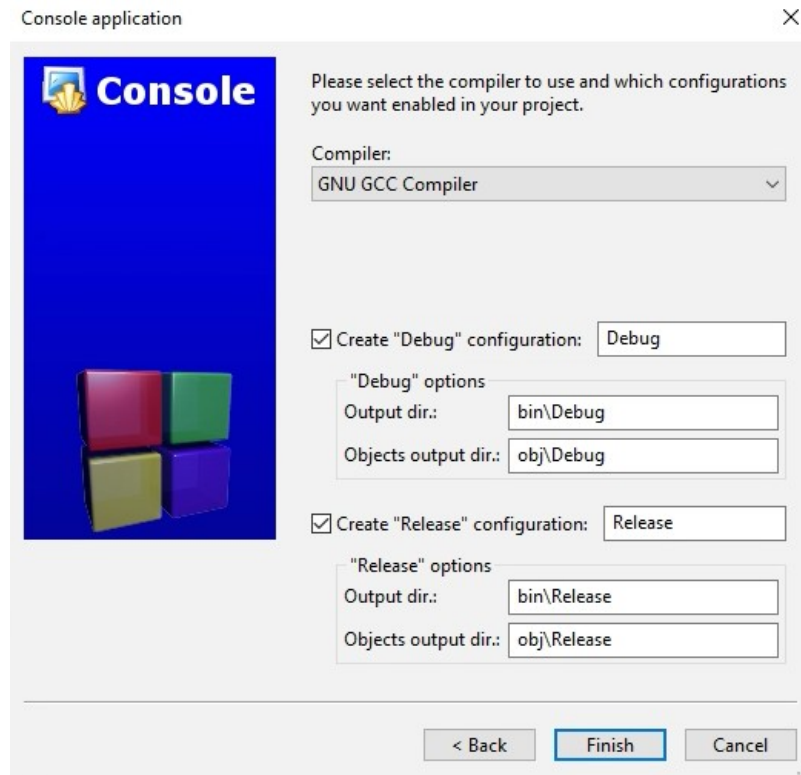 Console application
Console
Please select the compiler to use and which configurations
you want enabled in your project.
Compiler:
GNU GCC Compiler
Create "Debug" configuration: Debug
"Debug" options
Output dir.: bin\Debug
Objects output dir.: obj\Debug
Create "Release" configuration: Release
"Release" options
Output dir.: bin\Release
Objects output dir.: obj\Release
< Back Finish Cancel